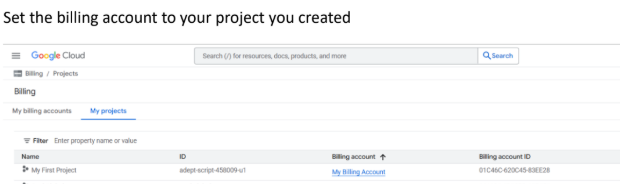 Set the billing account to your project you created
Google Cloud
Search (/) for resources, docs, products, and more
Search
Billing / Projects
Billing
My billing accounts My projects
Filter Enter property name or value
Name ID Billing account ↑ Billing account ID
My First Project adept-script-458009-u1 My Billing Account 01C46C-620C45-83EE28